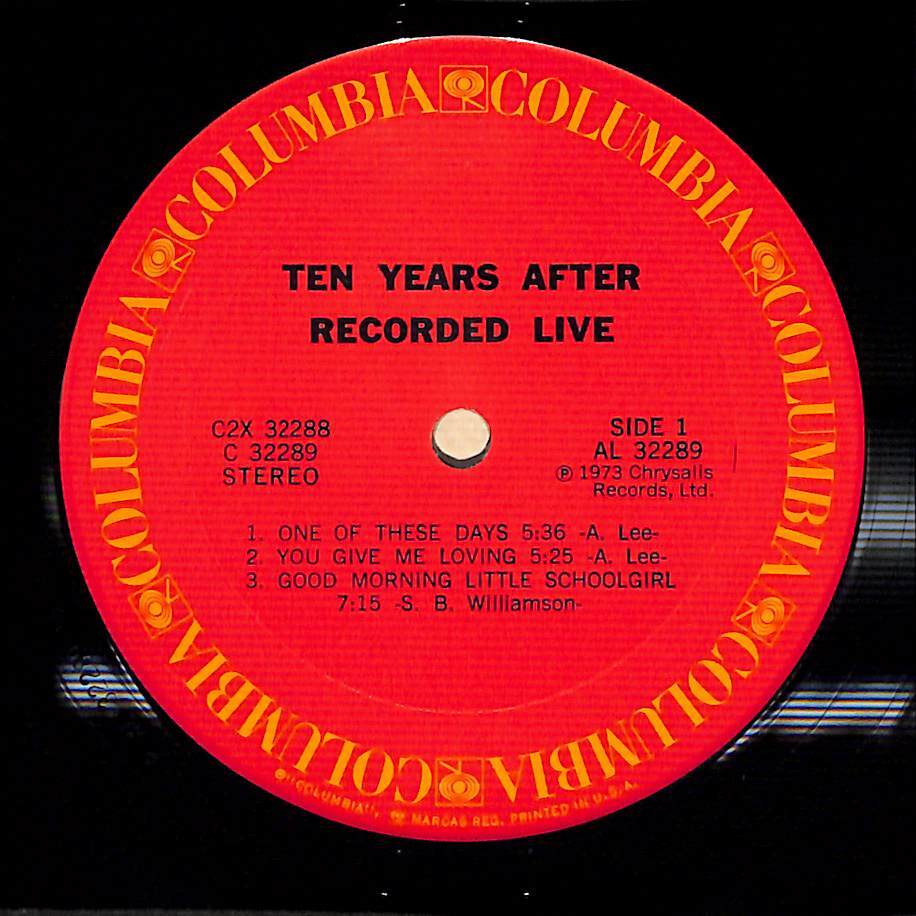 COLUMBIA COLUMBIA COLUMBIA COLUMBIA COLUMBIA COLUMBIA
TEN YEARS AFTER
RECORDED LIVE
C2X 32288
C 32289
STEREO
SIDE 1
AL 32289
℗ 1973 Chrysalis
Records, Ltd.
1. ONE OF THESE DAYS 5:36 -A. Lee-
2. YOU GIVE ME LOVING 5:25 -A. Lee-
3. GOOD MORNING LITTLE SCHOOLGIRL
7:15 -S. B. Williamson-
® "COLUMBIA", MARCAS REG. PRINTED IN U.S.A.